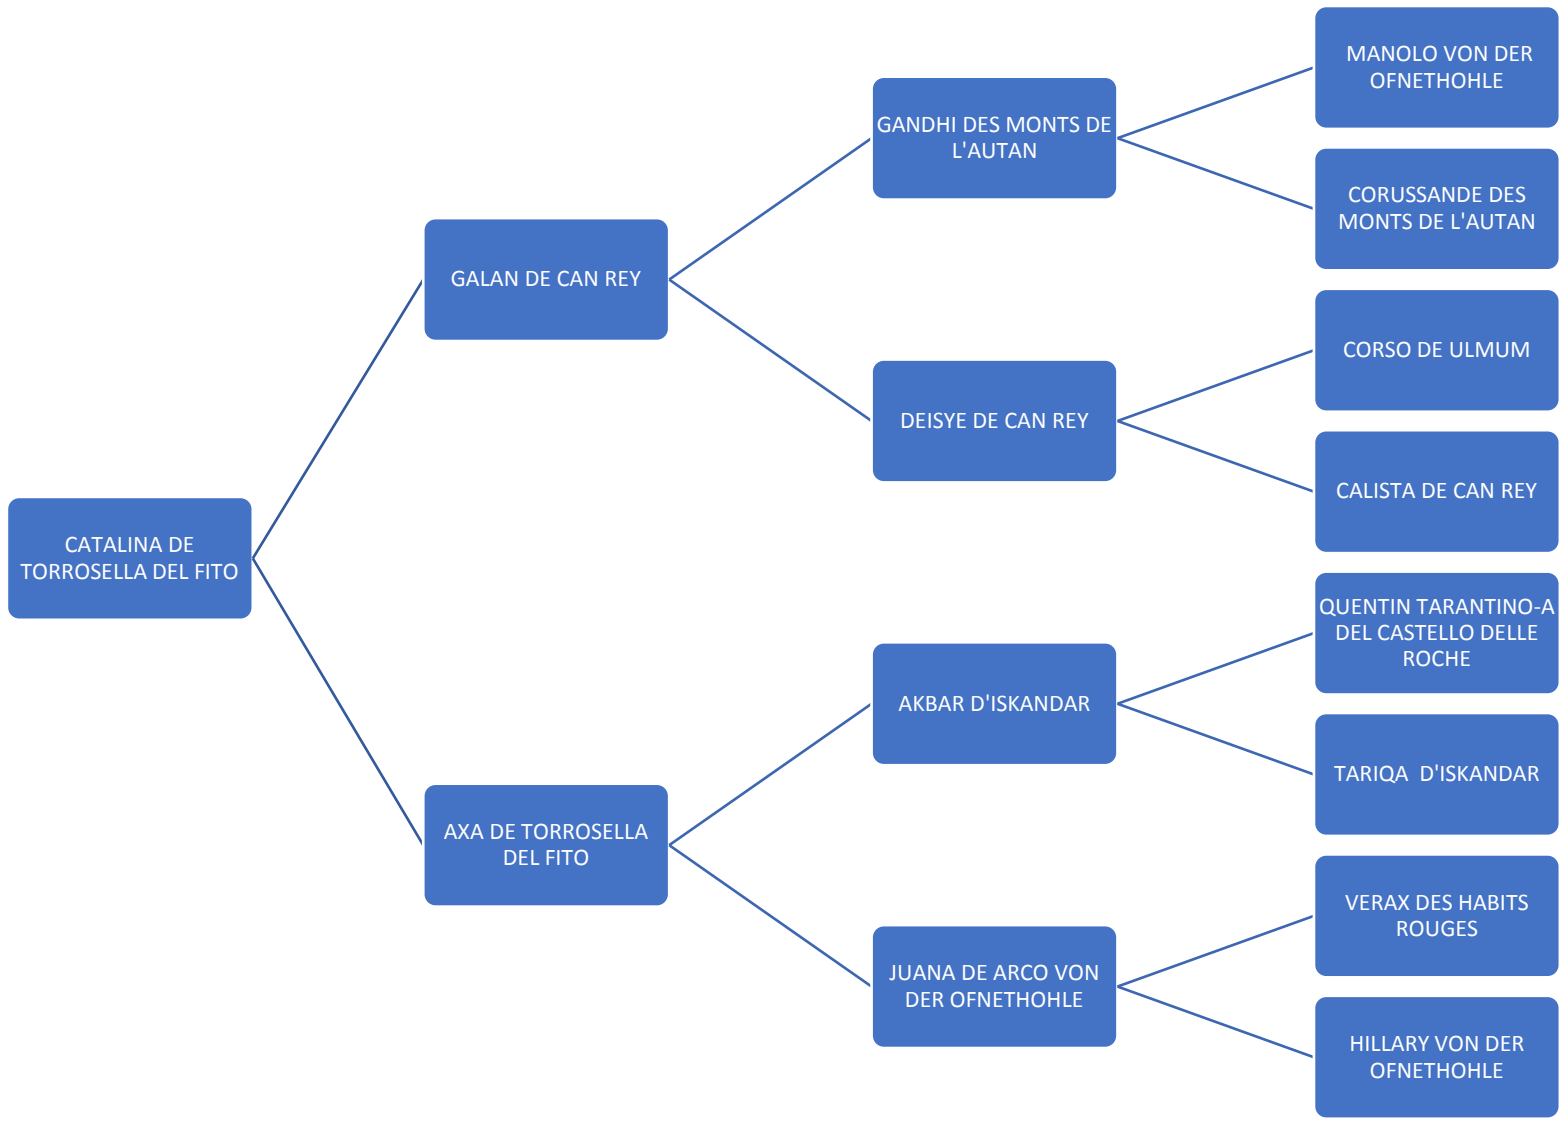 MANOLO VON DER
OFNETHOHLE
GANDHI DES MONTS DE
L'AUTAN
CORUSSANDE DES
MONTS DE L'AUTAN
GALAN DE CAN REY
CORSO DE ULMUM
DEISYE DE CAN REY
CALISTA DE CAN REY
CATALINA DE
TORROSELLA DEL FITO
QUENTIN TARANTINO-A
DEL CASTELLO DELLE
ROCHE
AKBAR D'ISKANDAR
TARIQA  D'ISKANDAR
AXA DE TORROSELLA
DEL FITO
VERAX DES HABITS
ROUGES
JUANA DE ARCO VON
DER OFNETHOHLE
HILLARY VON DER
OFNETHOHLE